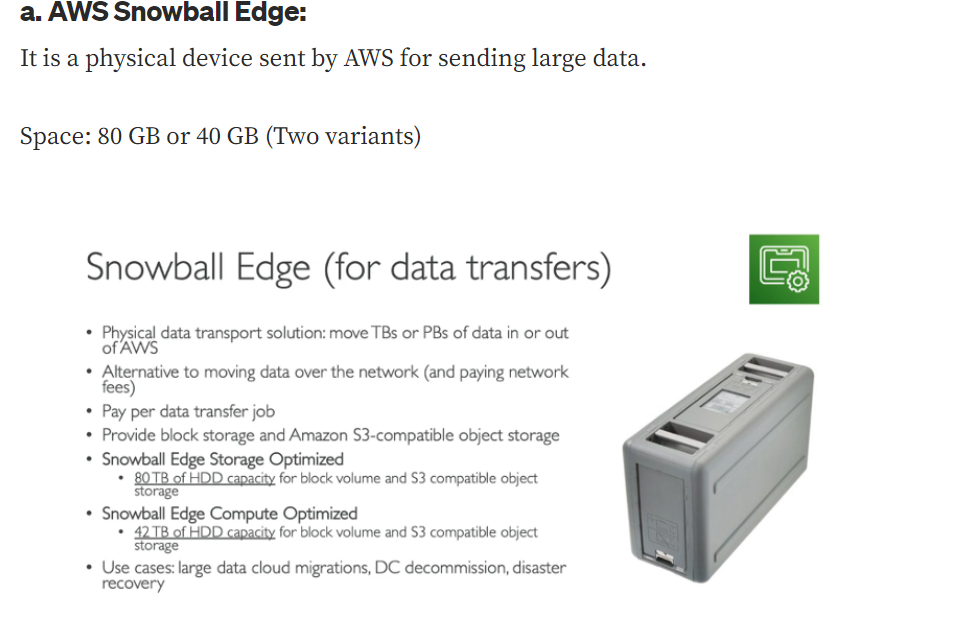 a. AWS Snowball Edge:
It is a physical device sent by AWS for sending large data.
Space: 80 GB or 40 GB (Two variants)
Snowball Edge (for data transfers)
• Physical data transport solution: move TBs or PBs of data in or out
of AWS
• Alternative to moving data over the network (and paying network
fees)
• Pay per data transfer job
• Provide block storage and Amazon S3-compatible object storage
• Snowball Edge Storage Optimized
• 80 TB of HDD capacity for block volume and S3 compatible object
storage
• Snowball Edge Compute Optimized
• 42 TB of HDD capacity for block volume and S3 compatible object
storage
• Use cases: large data cloud migrations, DC decommission, disaster
recovery